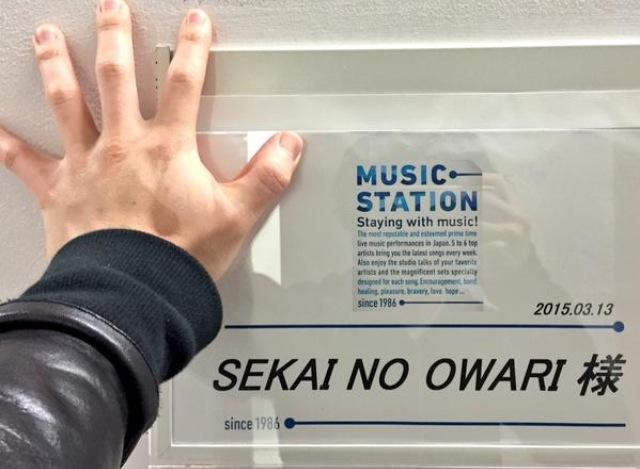 MUSIC
STATION
Staying with music!
The most reputable and esteemed prime time
live music performances in Japan. 5 to 6 top
artists bring you the latest songs every week.
Also enjoy the studio talks of your favorite
artists and the magnificent sets specially
designed for each song. Encouragement, bond,
healing, pleasure, bravery, love, hope...
since 1986
2015.03.13
SEKAI NO OWARI 様
since 1986